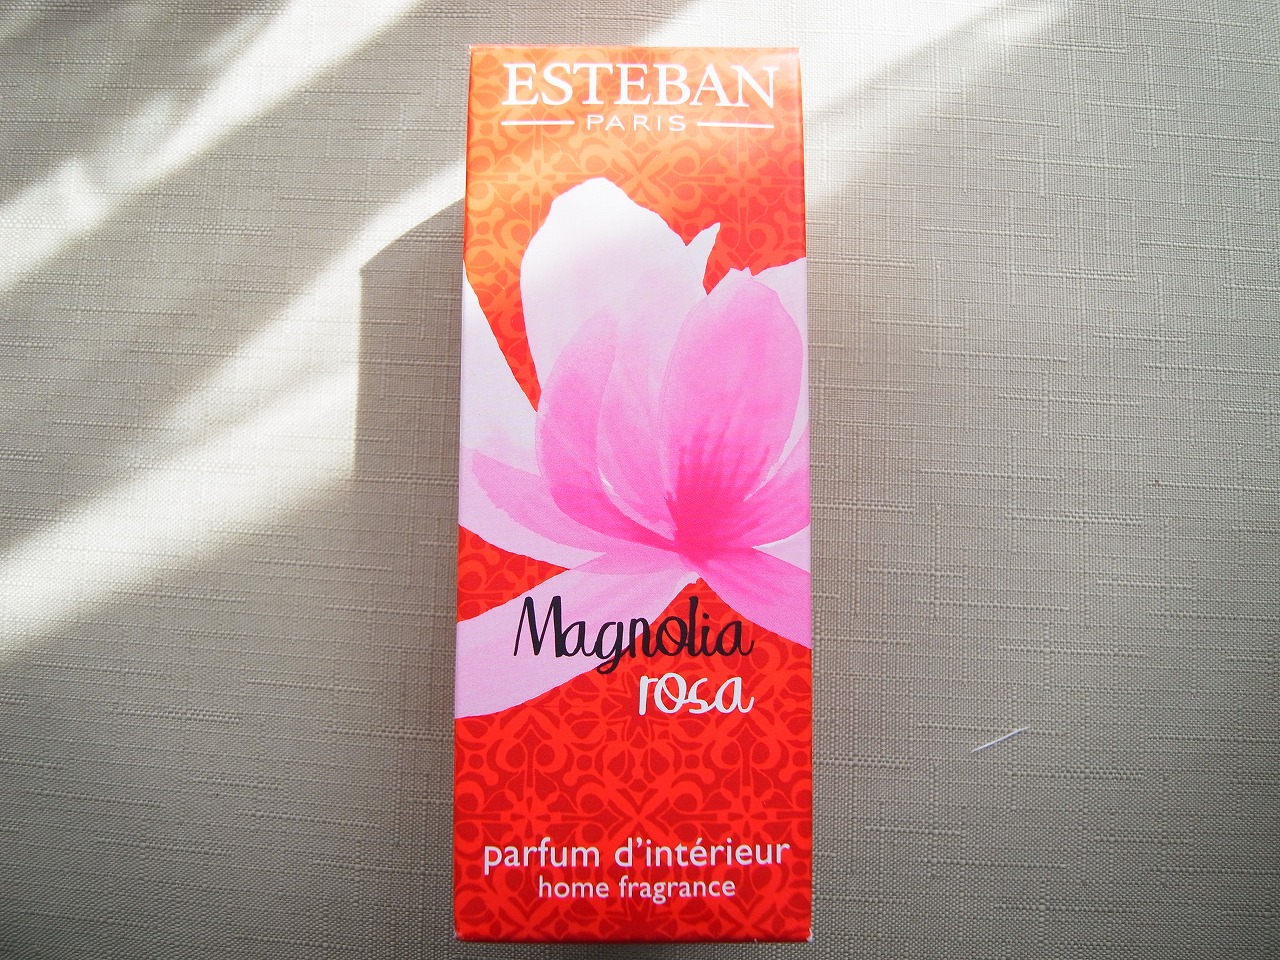 ESTEBAN
PARIS
Magnolia
rosa
parfum d'intérieur
home fragrance